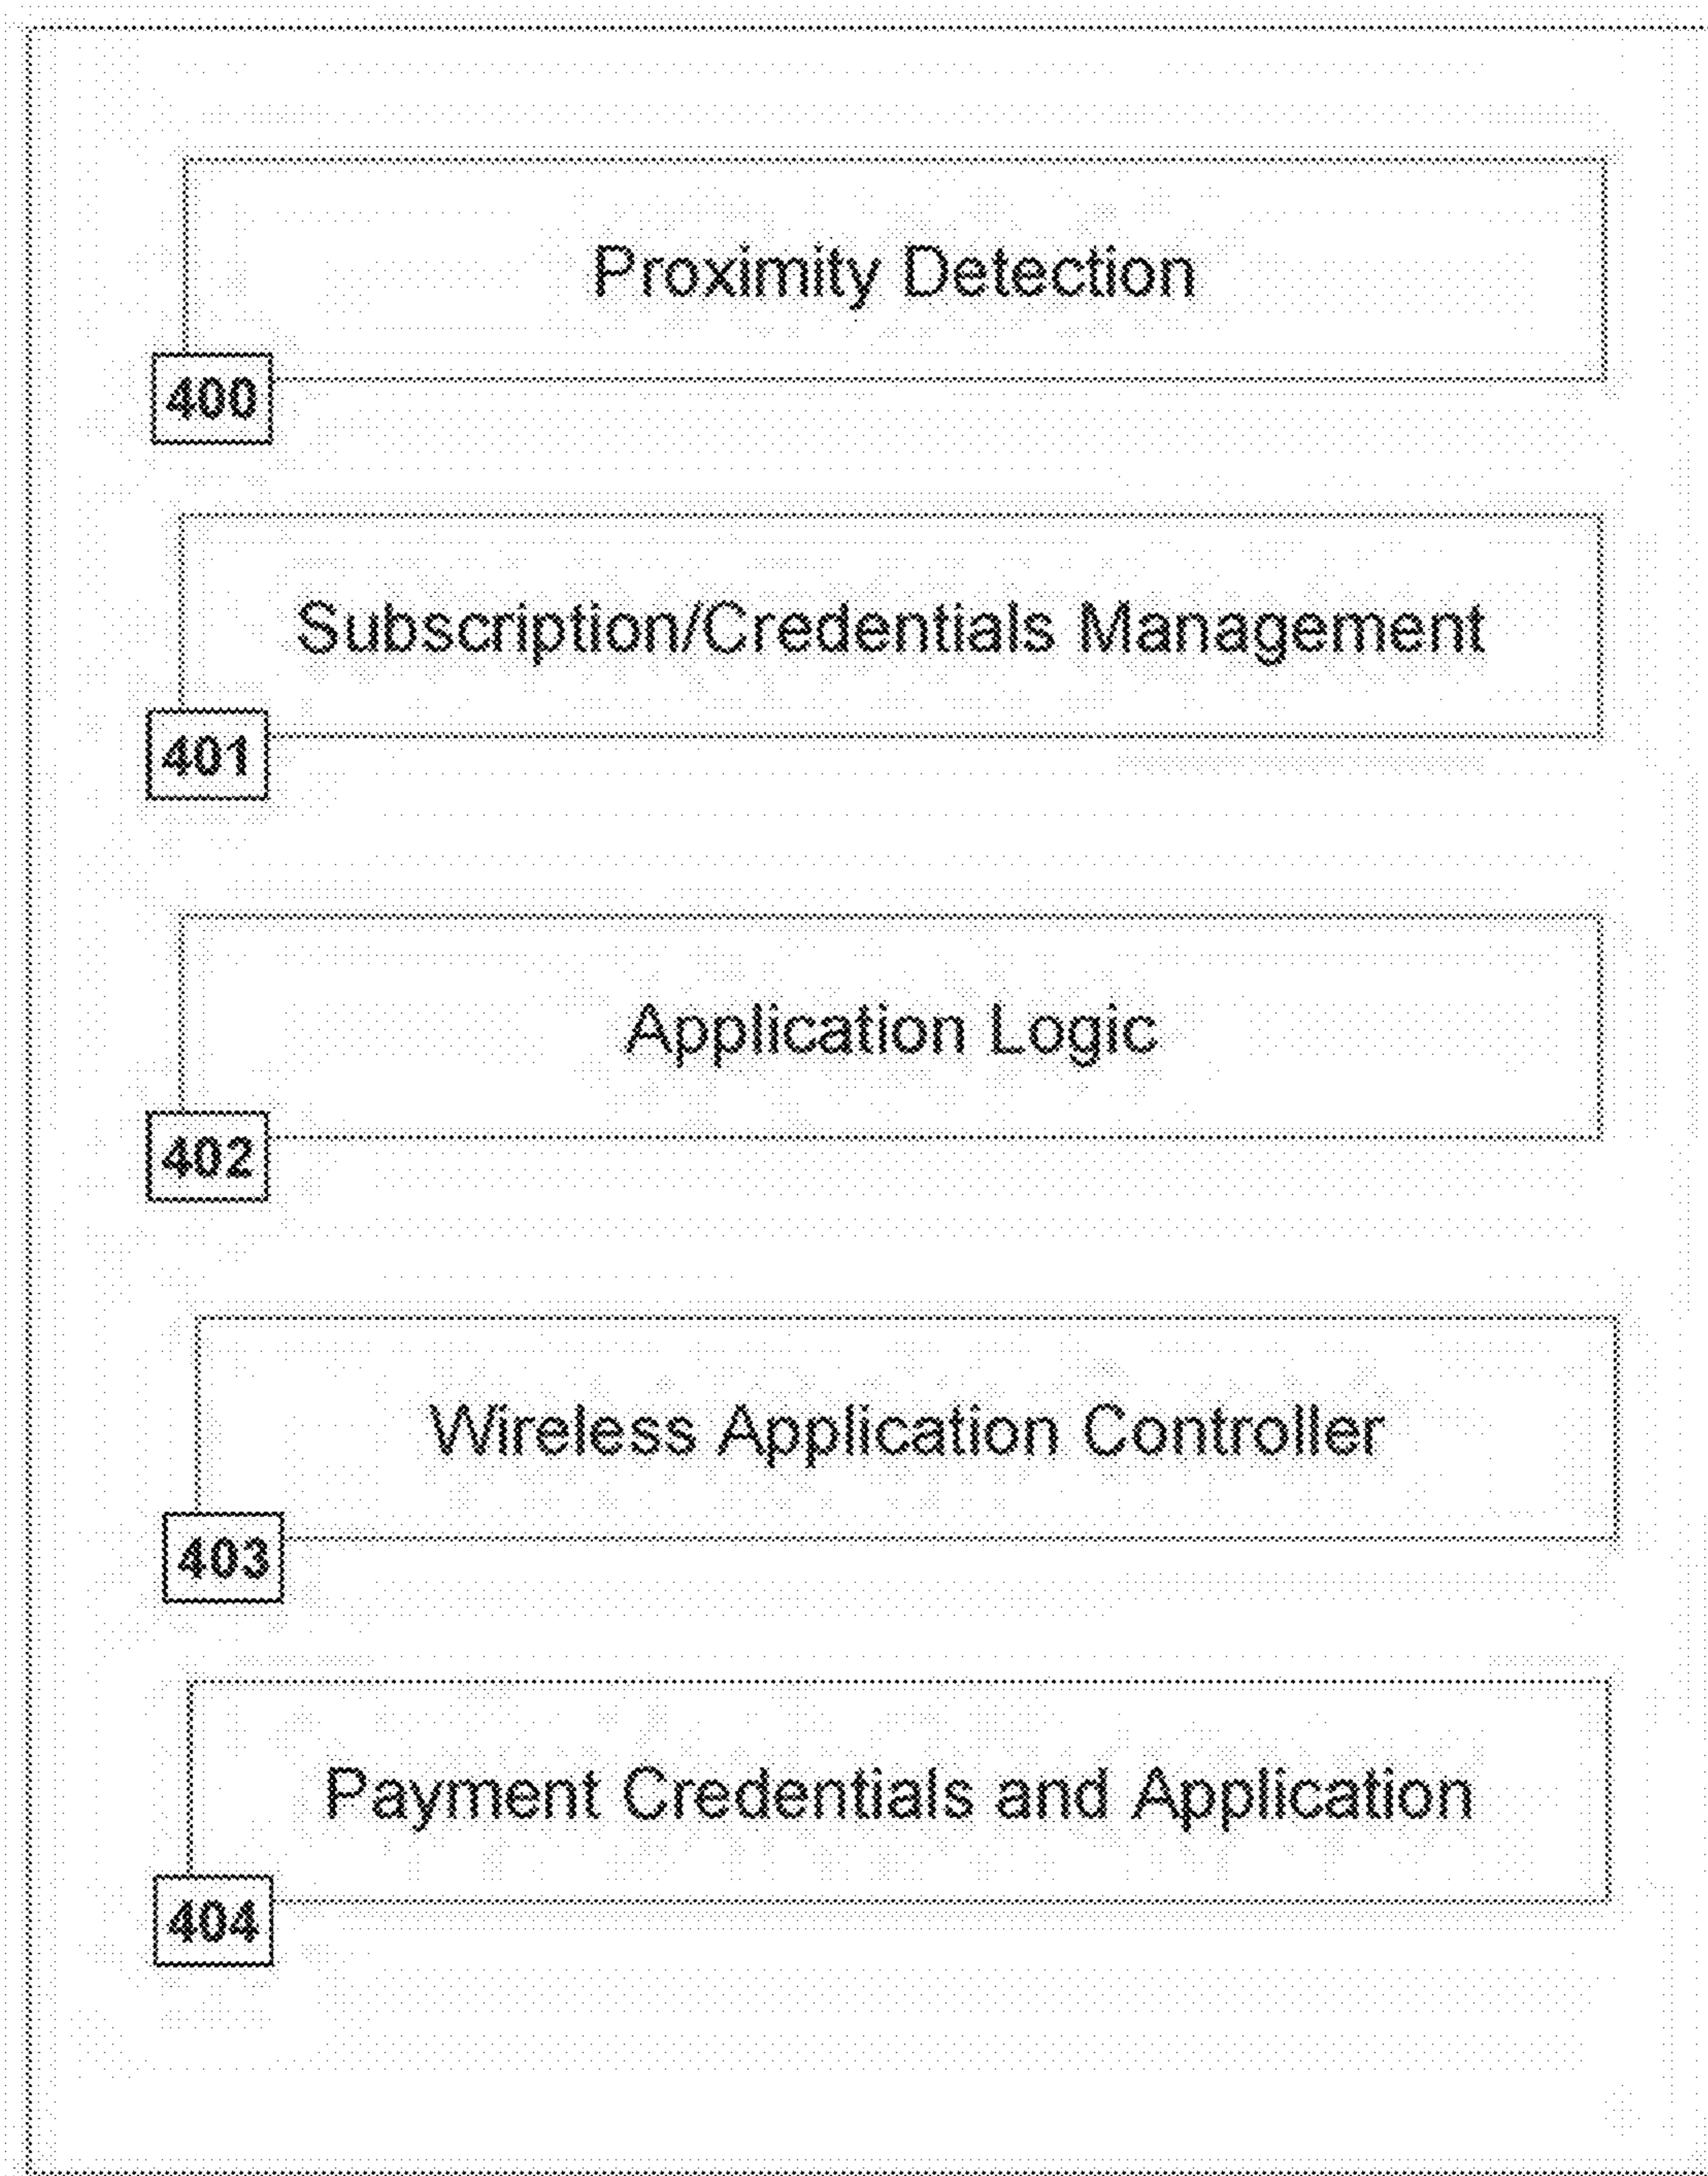 Proximity Detection
400
Subscription/Credentials Management
401
Application Logic
402
Wireless Application Controller
403
Payment Credentials and Application
404